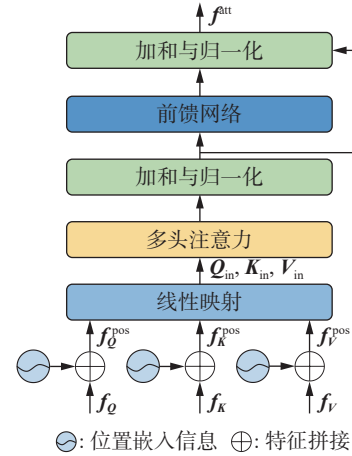 f^att
加和与归一化
前馈网络
加和与归一化
多头注意力
Q_in, K_in, V_in
线性映射
f_Q^pos f_K^pos f_V^pos
f_Q f_K f_V
: 位置嵌入信息 : 特征拼接